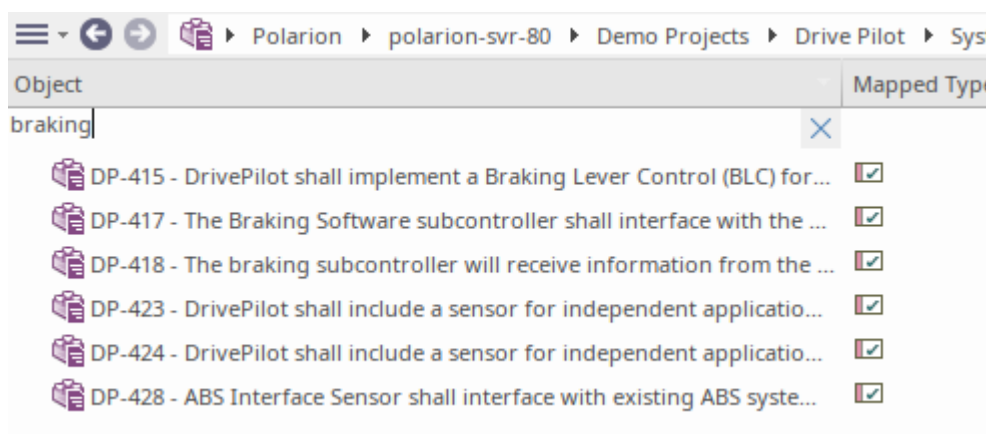 Polarion polarion-svr-80 Demo Projects Drive Pilot Sys
Object Mapped Type
braking
DP-415 - DrivePilot shall implement a Braking Lever Control (BLC) for...
DP-417 - The Braking Software subcontroller shall interface with the ...
DP-418 - The braking subcontroller will receive information from the ...
DP-423 - DrivePilot shall include a sensor for independent applicatio...
DP-424 - DrivePilot shall include a sensor for independent applicatio...
DP-428 - ABS Interface Sensor shall interface with existing ABS syste...